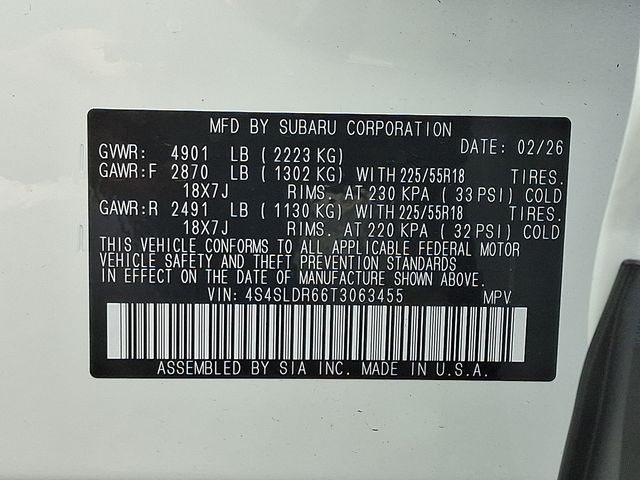 MFD BY SUBARU CORPORATION
DATE: 02/26
GVWR: 4901 LB (2223 KG)
GAWR:F 2870 LB (1302 KG) WITH 225/55R18 TIRES.
18X7J RIMS. AT 230 KPA (33 PSI) COLD
GAWR:R 2491 LB (1130 KG) WITH 225/55R18 TIRES.
18X7J RIMS. AT 220 KPA (32 PSI) COLD
THIS VEHICLE CONFORMS TO ALL APPLICABLE FEDERAL MOTOR
VEHICLE SAFETY AND THEFT PREVENTION STANDARDS
IN EFFECT ON THE DATE OF MANUFACTURE SHOWN ABOVE.
VIN: 4S4SLDR66T3063455 MPV
ASSEMBLED BY SIA INC. MADE IN U.S.A.